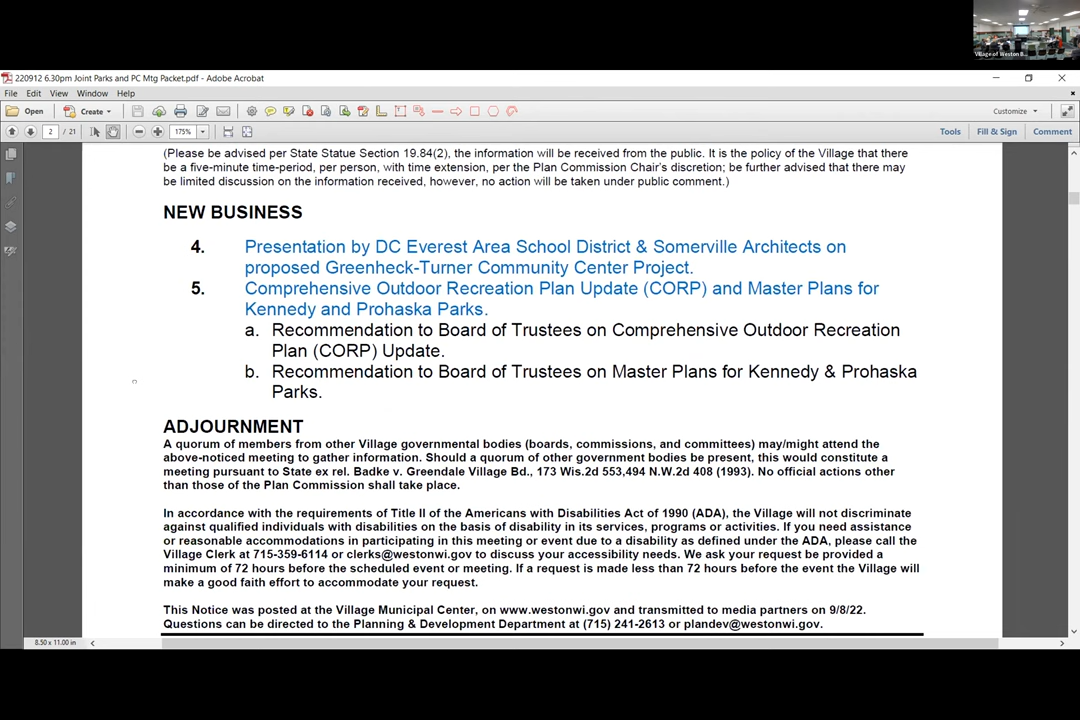 Village of Weston B
220912 6.30pm Joint Parks and PC Mtg Packet.pdf - Adobe Acrobat
File Edit View Window Help
Open Create Customize
2 / 21 175% Tools Fill & Sign Comment
(Please be advised per State Statue Section 19.84(2), the information will be received from the public. It is the policy of the Village that there
be a five-minute time-period, per person, with time extension, per the Plan Commission Chair's discretion; be further advised that there may
be limited discussion on the information received, however, no action will be taken under public comment.)
NEW BUSINESS
4. Presentation by DC Everest Area School District & Somerville Architects on
proposed Greenheck-Turner Community Center Project.
5. Comprehensive Outdoor Recreation Plan Update (CORP) and Master Plans for
Kennedy and Prohaska Parks.
a. Recommendation to Board of Trustees on Comprehensive Outdoor Recreation
Plan (CORP) Update.
b. Recommendation to Board of Trustees on Master Plans for Kennedy & Prohaska
Parks.
ADJOURNMENT
A quorum of members from other Village governmental bodies (boards, commissions, and committees) may/might attend the
above-noticed meeting to gather information. Should a quorum of other government bodies be present, this would constitute a
meeting pursuant to State ex rel. Badke v. Greendale Village Bd., 173 Wis.2d 553,494 N.W.2d 408 (1993). No official actions other
than those of the Plan Commission shall take place.
In accordance with the requirements of Title II of the Americans with Disabilities Act of 1990 (ADA), the Village will not discriminate
against qualified individuals with disabilities on the basis of disability in its services, programs or activities. If you need assistance
or reasonable accommodations in participating in this meeting or event due to a disability as defined under the ADA, please call the
Village Clerk at 715-359-6114 or clerks@westonwi.gov to discuss your accessibility needs. We ask your request be provided a
minimum of 72 hours before the scheduled event or meeting. If a request is made less than 72 hours before the event the Village will
make a good faith effort to accommodate your request.
This Notice was posted at the Village Municipal Center, on www.westonwi.gov and transmitted to media partners on 9/8/22.
Questions can be directed to the Planning & Development Department at (715) 241-2613 or plandev@westonwi.gov.
8.50 x 11.00 in